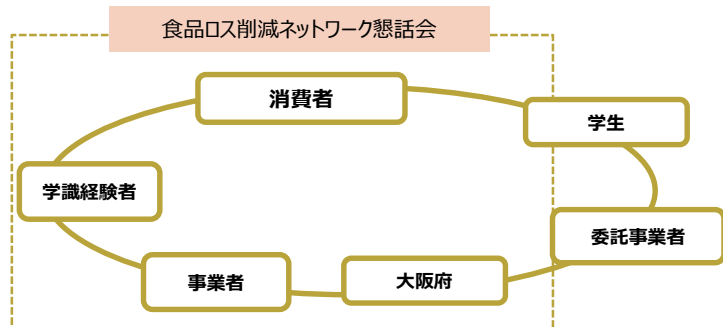 食品ロス削減ネットワーク懇話会
消費者
学生
学識経験者
委託事業者
事業者
大阪府